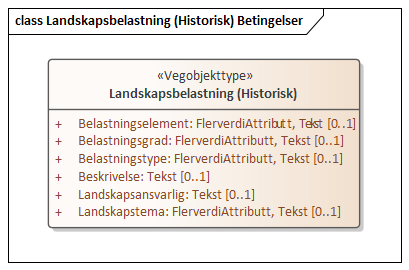 class Landskapsbelastning (Historisk) Betingelser
«Vegobjekttype»
Landskapsbelastning (Historisk)
+ Belastningselement: FlerverdiAttributt, Tekst [0..1]
+ Belastningsgrad: FlerverdiAttributt, Tekst [0..1]
+ Belastningstype: FlerverdiAttributt, Tekst [0..1]
+ Beskrivelse: Tekst [0..1]
+ Landskapsansvarlig: Tekst [0..1]
+ Landskapstema: FlerverdiAttributt, Tekst [0..1]